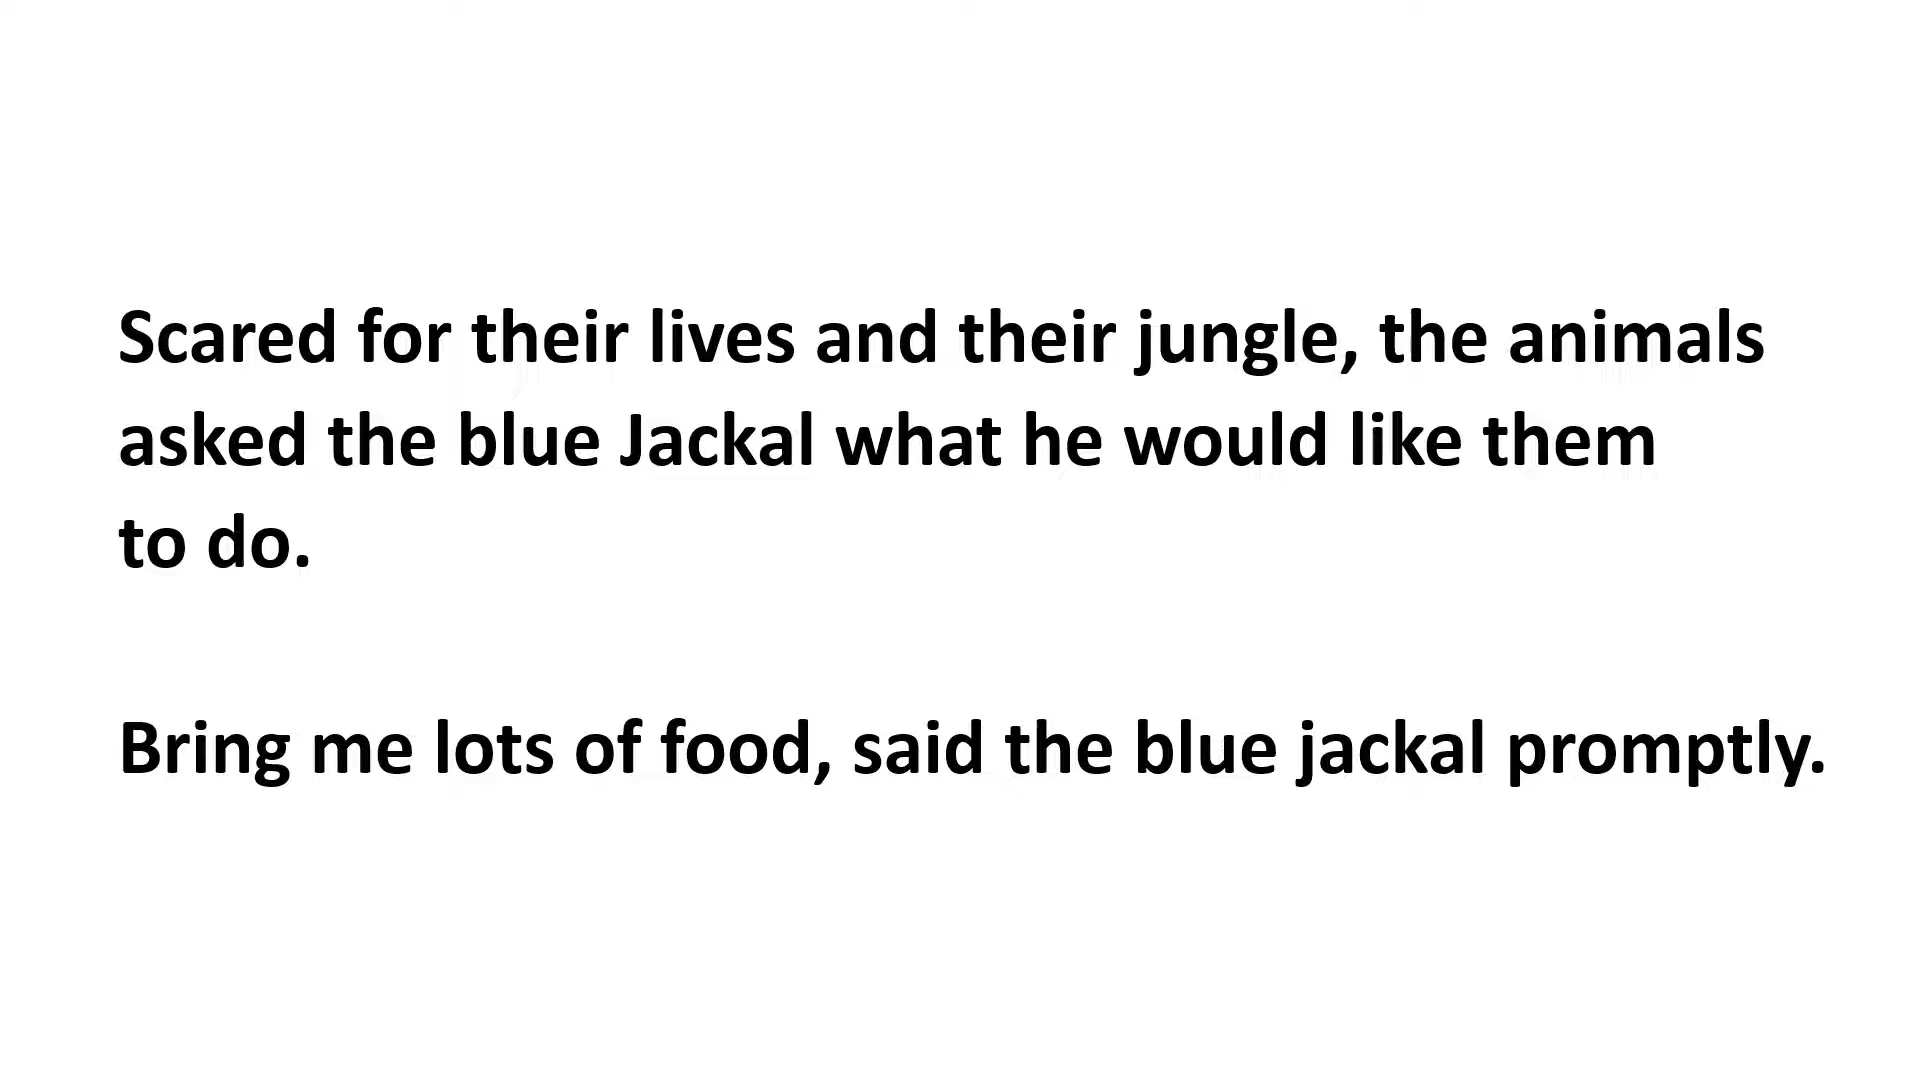 Scared for their lives and their jungle, the animals
asked the blue Jackal what he would like them
to do.
Bring me lots of food, said the blue jackal promptly.